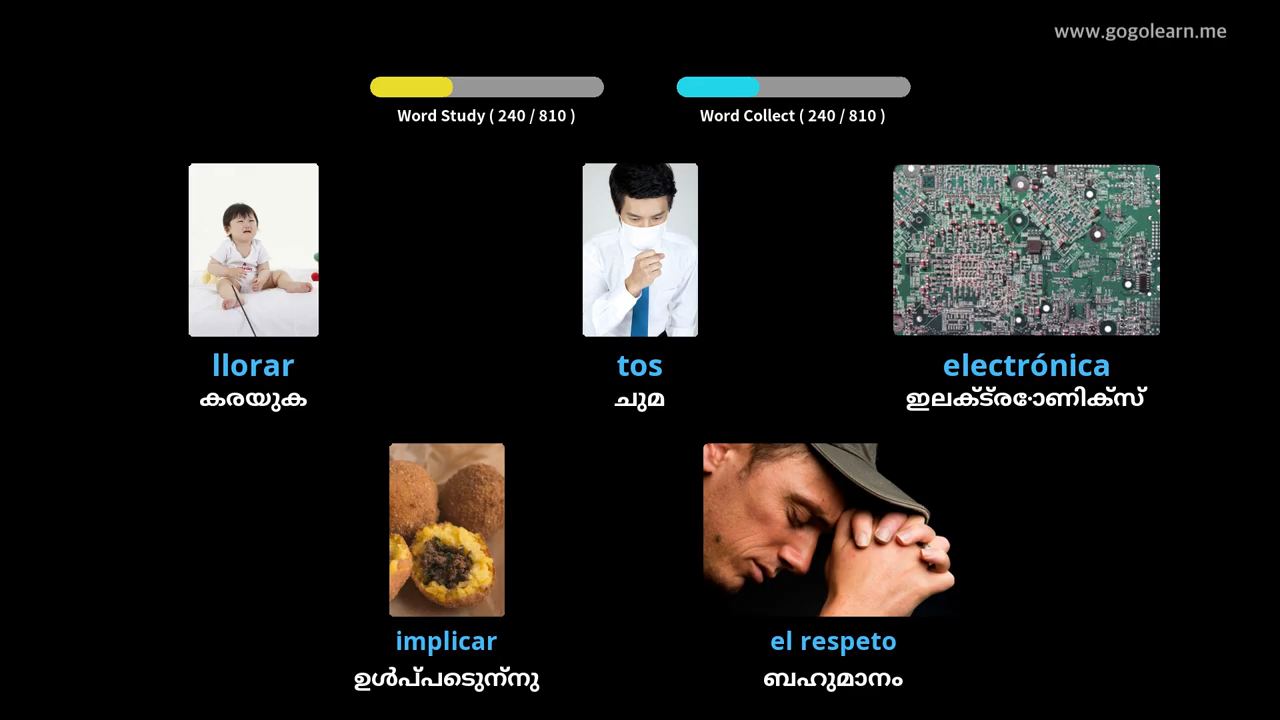 www.gogolearn.me
Word Study ( 240 / 810 )
Word Collect ( 240 / 810 )
llorar
കരയുക
tos
ചുമ
electrónica
ഇലക്ട്രോണിക്സ്
implicar
ഉൾപ്പടെുന്നു
el respeto
ബഹുമാനം